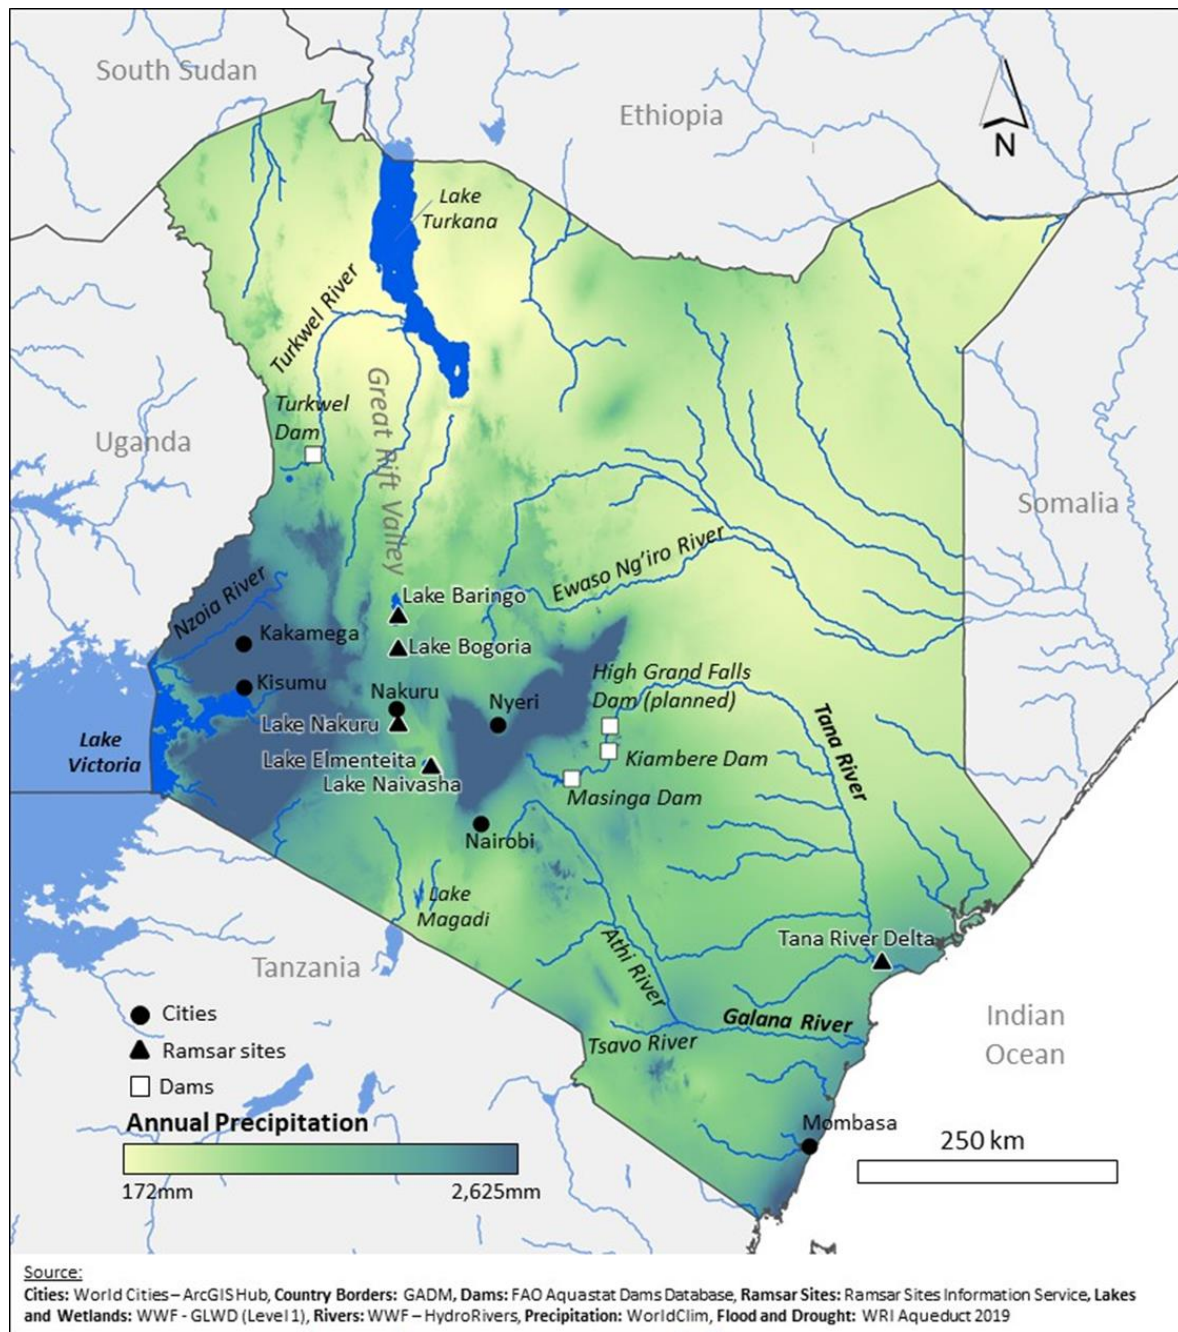 South Sudan
Ethiopia
N
Lake
Turkana
Turkwel River
Great Rift Valley
Turkwel
Dam
Uganda
Somalia
Ewaso Ng'iro River
Nzoia River
Lake Baringo
Kakamega
Lake Bogoria
Kisumu
Nakuru
Nyeri
High Grand Falls
Dam (planned)
Lake Nakuru
Lake
Victoria
Lake Elmenteita
Lake Naivasha
Kiambere Dam
Tana River
Masinga Dam
Nairobi
Lake
Magadi
Tana River Delta
Athi River
Tanzania
Galana River
Tsavo River
Indian
Ocean
Cities
Ramsar sites
Dams
Annual Precipitation
172mm
2,625mm
Mombasa
250 km
Source:
Cities: World Cities – ArcGIS Hub, Country Borders: GADM, Dams: FAO Aquastat Dams Database, Ramsar Sites: Ramsar Sites Information Service, Lakes
and Wetlands: WWF - GLWD (Level 1), Rivers: WWF – HydroRivers, Precipitation: WorldClim, Flood and Drought: WRI Aqueduct 2019